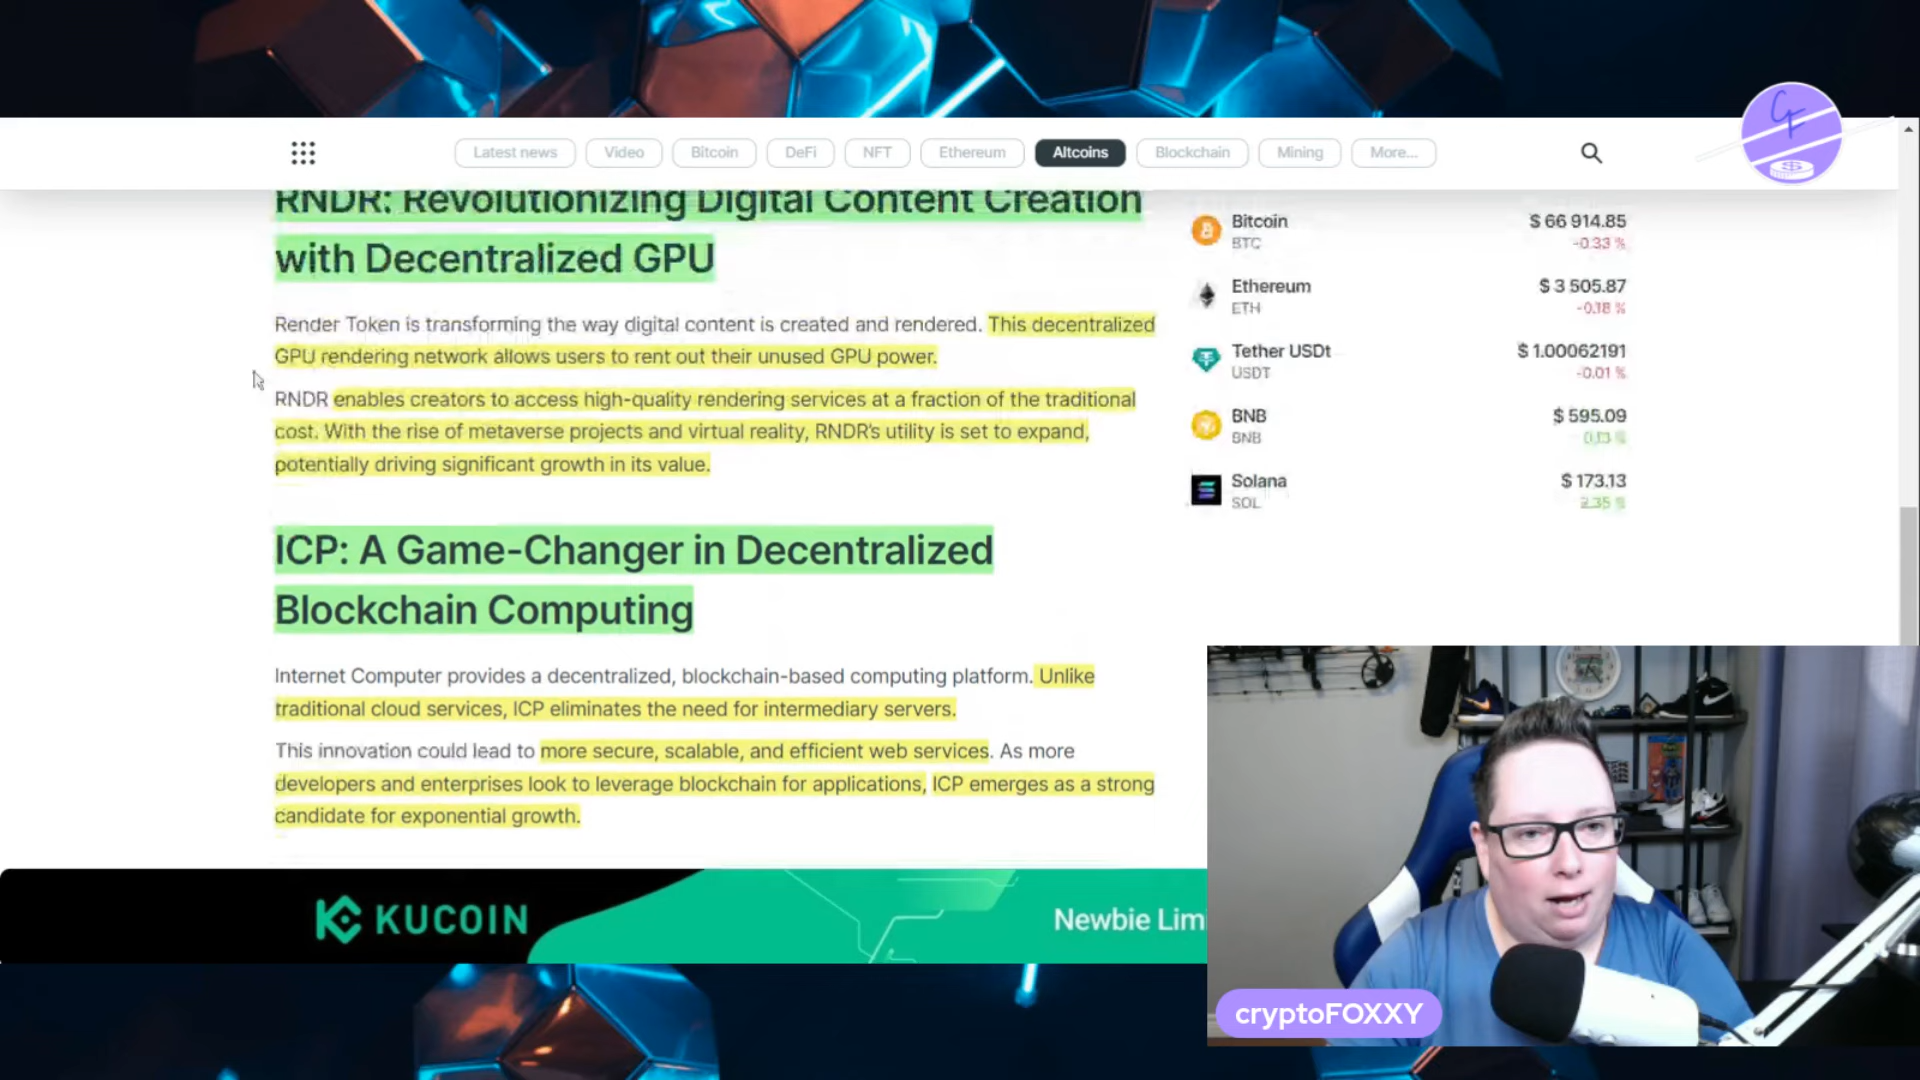 Latest news
Video
Bitcoin
DeFi
NFT
Ethereum
Altcoins
Blockchain
Mining
More...
RNDR: Revolutionizing Digital Content Creation
with Decentralized GPU
Render Token is transforming the way digital content is created and rendered. This decentralized
GPU rendering network allows users to rent out their unused GPU power.
RNDR enables creators to access high-quality rendering services at a fraction of the traditional
cost. With the rise of metaverse projects and virtual reality, RNDR's utility is set to expand,
potentially driving significant growth in its value.
ICP: A Game-Changer in Decentralized
Blockchain Computing
Internet Computer provides a decentralized, blockchain-based computing platform. Unlike
traditional cloud services, ICP eliminates the need for intermediary servers.
This innovation could lead to more secure, scalable, and efficient web services. As more
developers and enterprises look to leverage blockchain for applications, ICP emerges as a strong
candidate for exponential growth.
Bitcoin $ 66 914.85
BTC -0.33 %
Ethereum $ 3 505.87
ETH -0.18 %
Tether USDt $ 1.00062191
USDT -0.01 %
BNB $ 595.09
BNB 0.13 %
Solana $ 173.13
SOL 2.35 %
KUCOIN
Newbie Limi
cryptoFOXXY